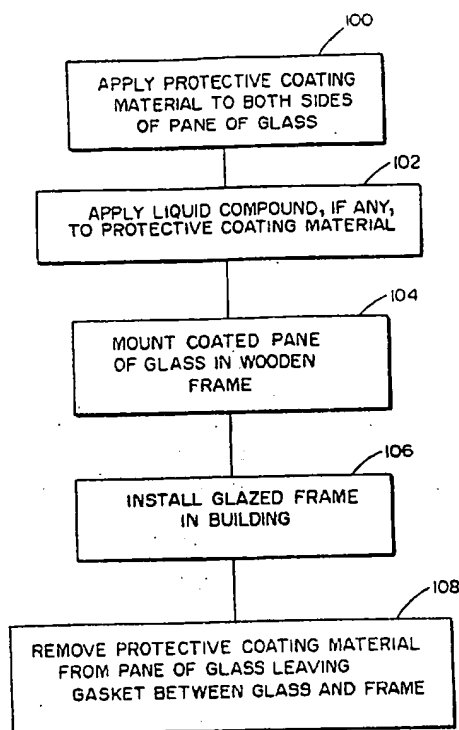 100
APPLY PROTECTIVE COATING
MATERIAL TO BOTH SIDES
OF PANE OF GLASS
102
APPLY LIQUID COMPOUND, IF ANY,
TO PROTECTIVE COATING MATERIAL
104
MOUNT COATED PANE
OF GLASS IN WOODEN
FRAME
106
INSTALL GLAZED FRAME
IN BUILDING
108
REMOVE PROTECTIVE COATING MATERIAL
FROM PANE OF GLASS LEAVING
GASKET BETWEEN GLASS AND FRAME